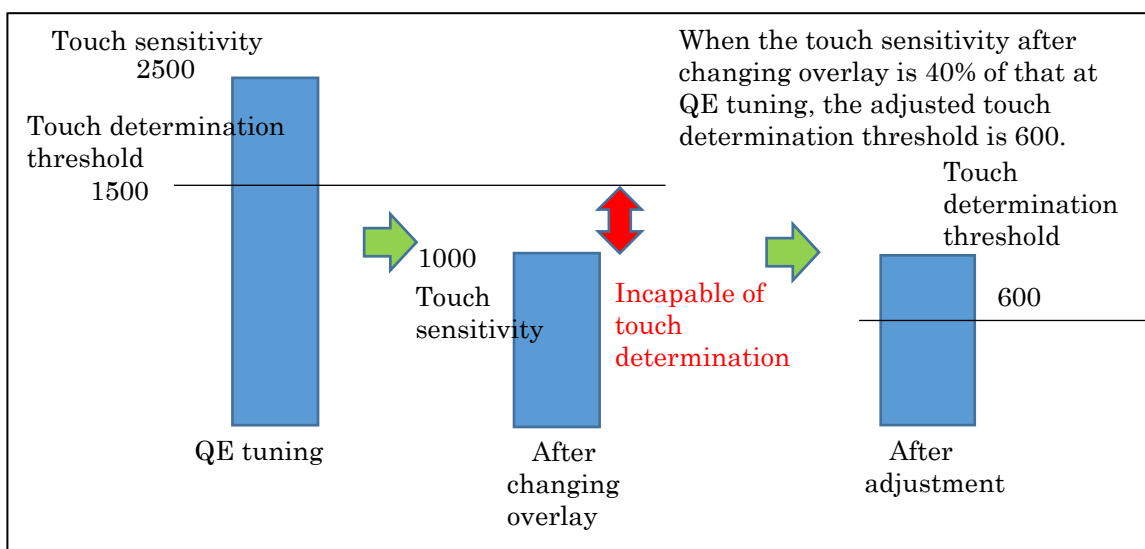 Touch sensitivity
2500
Touch determination
threshold
1500
QE tuning
1000
Touch
sensitivity
After
changing
overlay
Incapable of
touch
determination
When the touch sensitivity after
changing overlay is 40% of that at
QE tuning, the adjusted touch
determination threshold is 600.
Touch
determination
threshold
600
After
adjustment